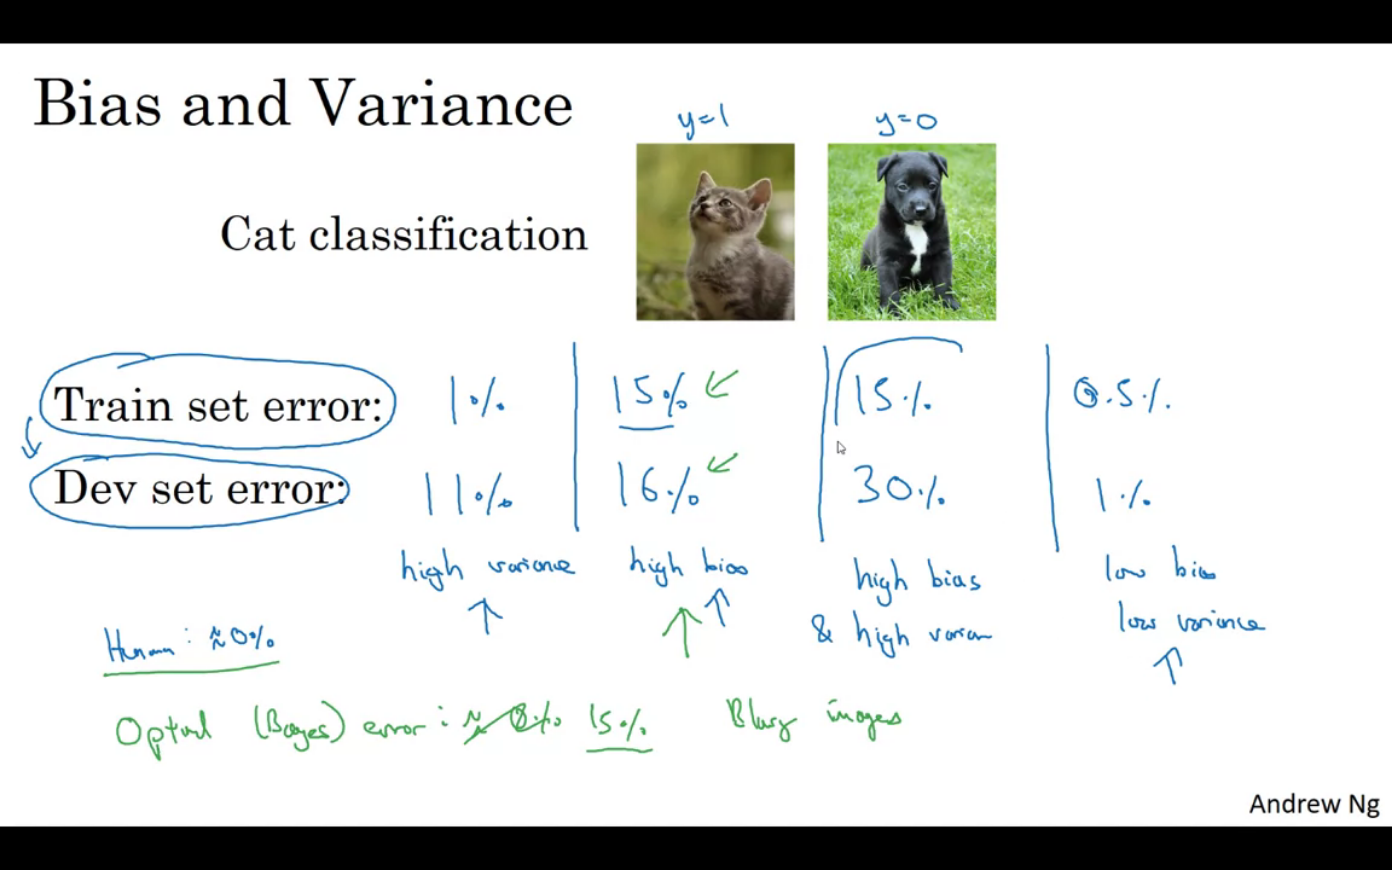 Bias and Variance
y=1 y=0
Cat classification
Train set error: 1% 15% 15% 0.5%
Dev set error: 11% 16% 30% 1%
high variance high bias high bias low bias
& high varian low variance
Human: ≈0%
Optimal (Bayes) error: ≈0% 15% Blurry images
Andrew Ng